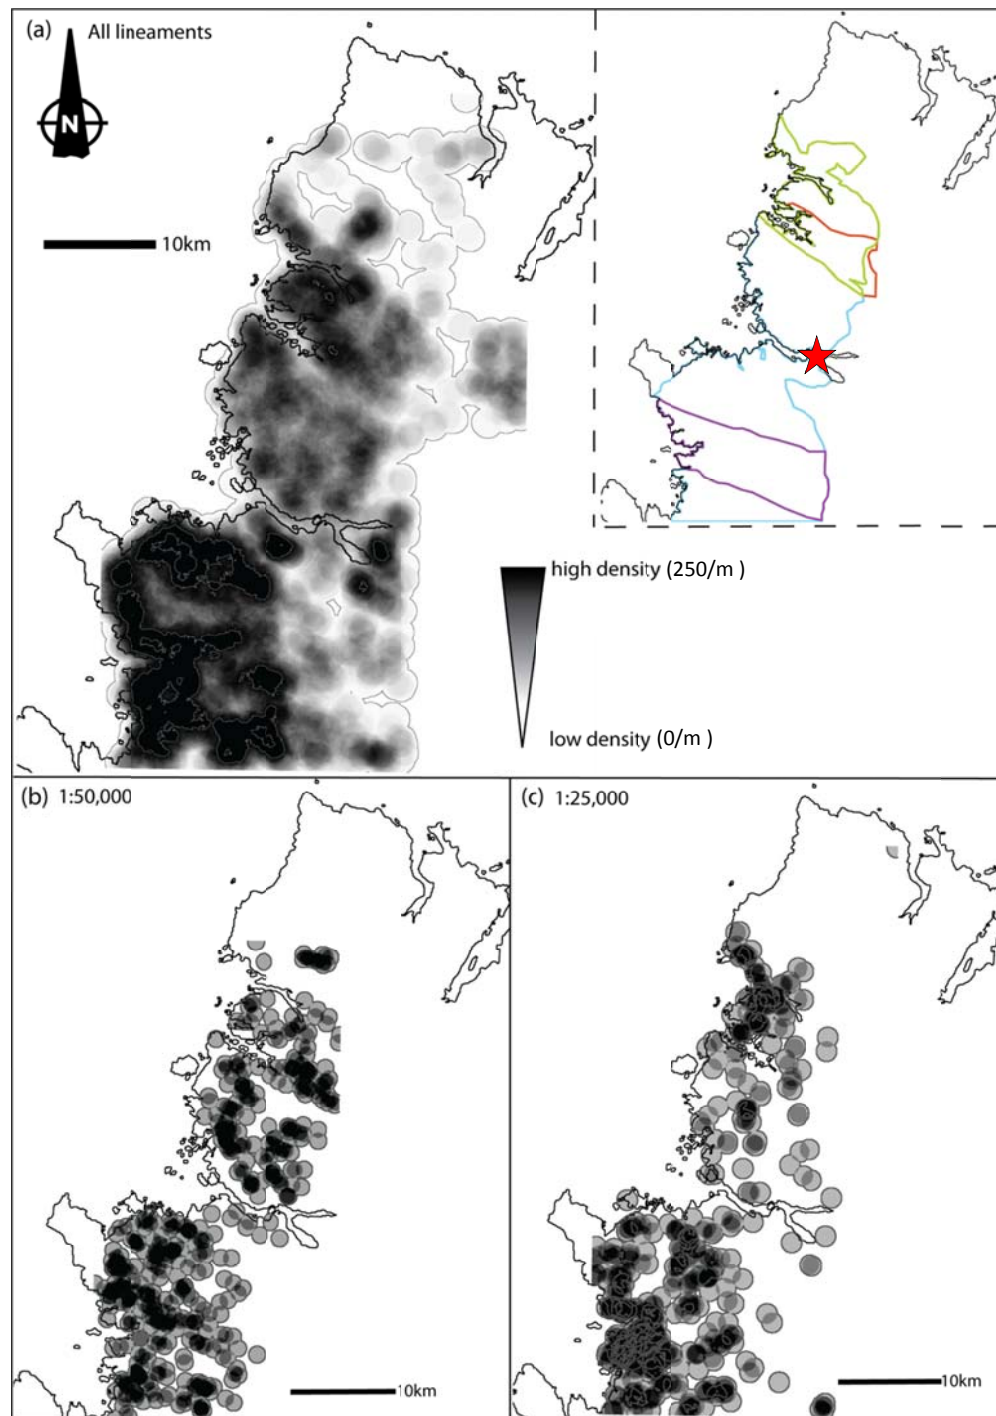 (a) All lineaments
N
10km
high density (250/m )
low density (0/m )
(b) 1:50,000
10km
(c) 1:25,000
10km